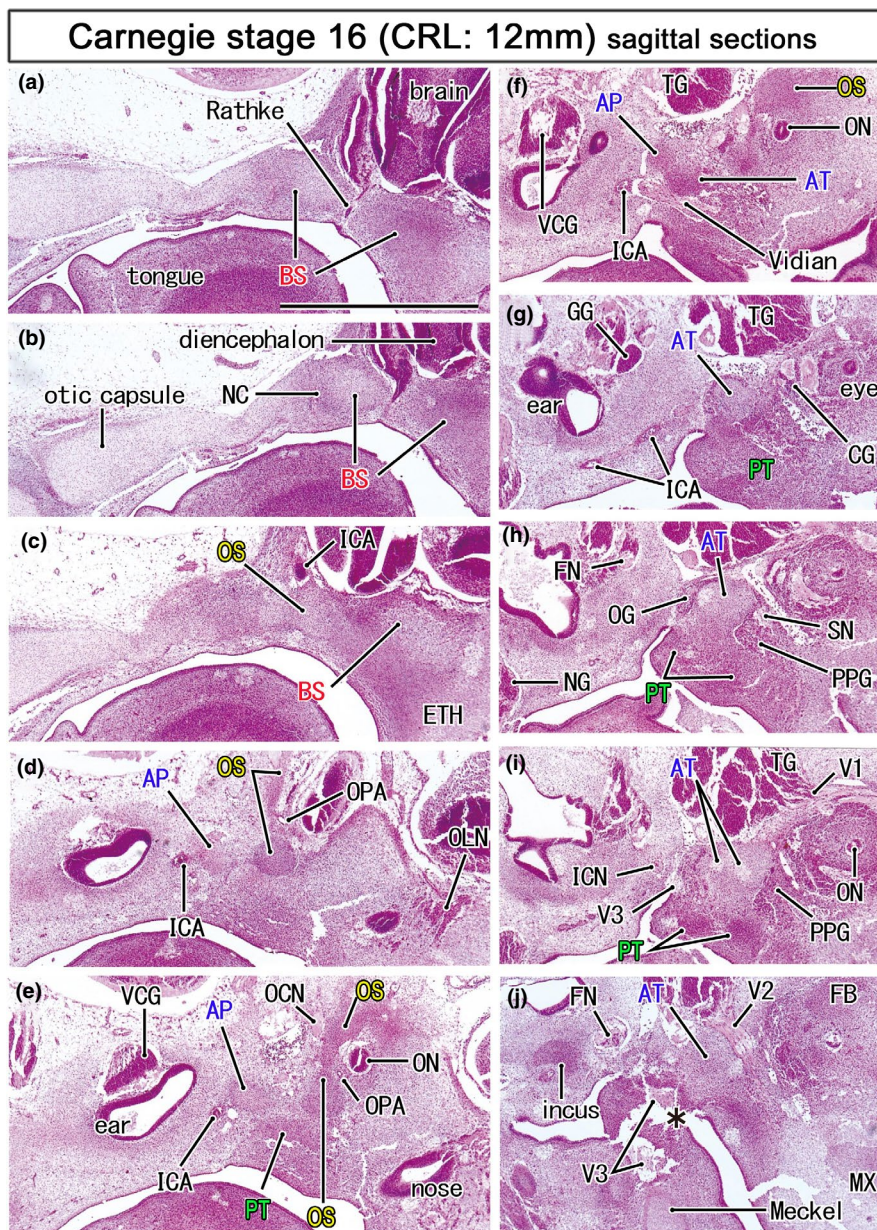 Carnegie stage 16 (CRL: 12mm) sagittal sections
(a)
Rathke
brain
tongue
BS
(b)
diencephalon
otic capsule
NC
BS
(c)
OS
ICA
BS
ETH
(d)
AP
OS
OPA
OLN
ICA
(e)
VCG
AP
OCN
OS
ON
OPA
ear
ICA
PT
OS
nose
(f)
AP
TG
OS
ON
AT
VCG
ICA
Vidian
(g)
GG
AT
TG
ear
eye
ICA
PT
CG
(h)
FN
AT
OG
SN
NG
PT
PPG
(i)
AT
TG
V1
ICN
ON
V3
PPG
PT
(j)
FN
AT
V2
FB
incus
*
V3
MX
Meckel